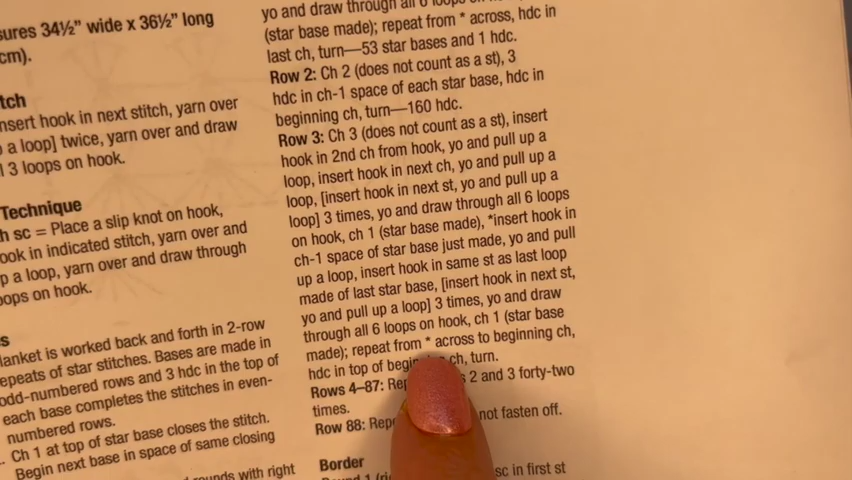 sures 34½" wide x 36½" long
cm).
tch
nsert hook in next stitch, yarn over
a loop] twice, yarn over and draw
3 loops on hook.
Technique
h sc = Place a slip knot on hook,
ook in indicated stitch, yarn over and
p a loop, yarn over and draw through
oops on hook.
s
lanket is worked back and forth in 2-row
epeats of star stitches. Bases are made in
odd-numbered rows and 3 hdc in the top of
each base completes the stitches in even-
numbered rows.
Ch 1 at top of star base closes the stitch.
Begin next base in space of same closing
rounds with right
yo and draw through all 6 loops
(star base made); repeat from * across, hdc in
last ch, turn—53 star bases and 1 hdc.
Row 2: Ch 2 (does not count as a st), 3
hdc in ch-1 space of each star base, hdc in
beginning ch, turn—160 hdc.
Row 3: Ch 3 (does not count as a st), insert
hook in 2nd ch from hook, yo and pull up a
loop, insert hook in next ch, yo and pull up a
loop, [insert hook in next st, yo and pull up a
loop] 3 times, yo and draw through all 6 loops
on hook, ch 1 (star base made), *insert hook in
ch-1 space of star base just made, yo and pull
up a loop, insert hook in same st as last loop
made of last star base, [insert hook in next st,
yo and pull up a loop] 3 times, yo and draw
through all 6 loops on hook, ch 1 (star base
made); repeat from * across to beginning ch,
hdc in top of begin ch, turn.
Rows 4–87: Rep 2 and 3 forty-two
times.
Row 88: Repe not fasten off.
Border
Round 1 (ri sc in first st